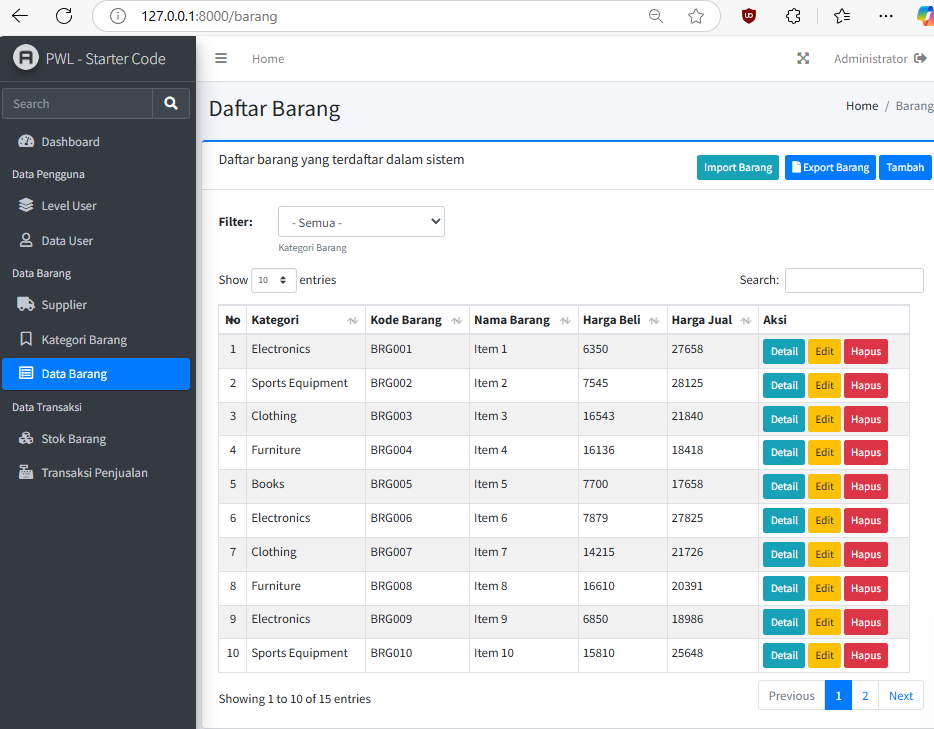 127.0.0.1:8000/barang
PWL - Starter Code
Home
Administrator
Search
Daftar Barang
Home / Barang
Dashboard
Data Pengguna
Level User
Data User
Data Barang
Supplier
Kategori Barang
Data Barang
Data Transaksi
Stok Barang
Transaksi Penjualan
Daftar barang yang terdaftar dalam sistem
Import Barang Export Barang Tambah
Filter: - Semua -
Kategori Barang
Show 10 entries Search:
No Kategori Kode Barang Nama Barang Harga Beli Harga Jual Aksi
1 Electronics BRG001 Item 1 6350 27658 Detail Edit Hapus
2 Sports Equipment BRG002 Item 2 7545 28125 Detail Edit Hapus
3 Clothing BRG003 Item 3 16543 21840 Detail Edit Hapus
4 Furniture BRG004 Item 4 16136 18418 Detail Edit Hapus
5 Books BRG005 Item 5 7700 17658 Detail Edit Hapus
6 Electronics BRG006 Item 6 7879 27825 Detail Edit Hapus
7 Clothing BRG007 Item 7 14215 21726 Detail Edit Hapus
8 Furniture BRG008 Item 8 16610 20391 Detail Edit Hapus
9 Electronics BRG009 Item 9 6850 18986 Detail Edit Hapus
10 Sports Equipment BRG010 Item 10 15810 25648 Detail Edit Hapus
Showing 1 to 10 of 15 entries
Previous 1 2 Next